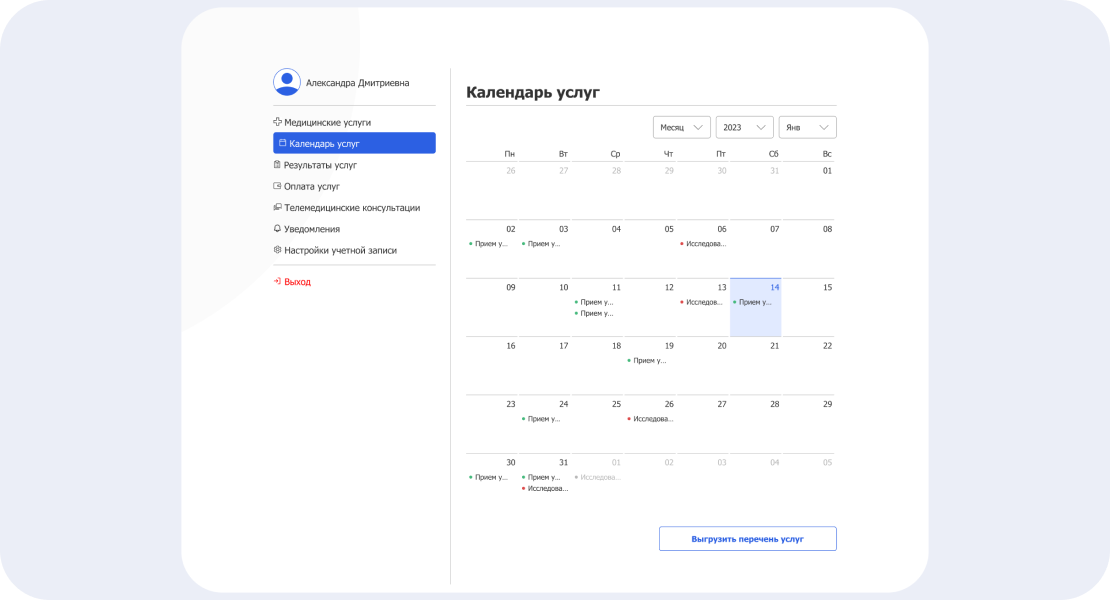 Александра Дмитриевна
Медицинские услуги
Календарь услуг
Результаты услуг
Оплата услуг
Телемедицинские консультации
Уведомления
Настройки учетной записи
Выход
Календарь услуг
Месяц 2023 Янв
Пн Вт Ср Чт Пт Сб Вс
26 27 28 29 30 31 01
02 03 04 05 06 07 08
Прием у... Прием у... Исследова...
09 10 11 12 13 14 15
Прием у... Исследов... Прием у...
Прием у...
16 17 18 19 20 21 22
Прием у...
23 24 25 26 27 28 29
Прием у... Исследова...
30 31 01 02 03 04 05
Прием у... Прием у... Исследова...
Исследова...
Выгрузить перечень услуг